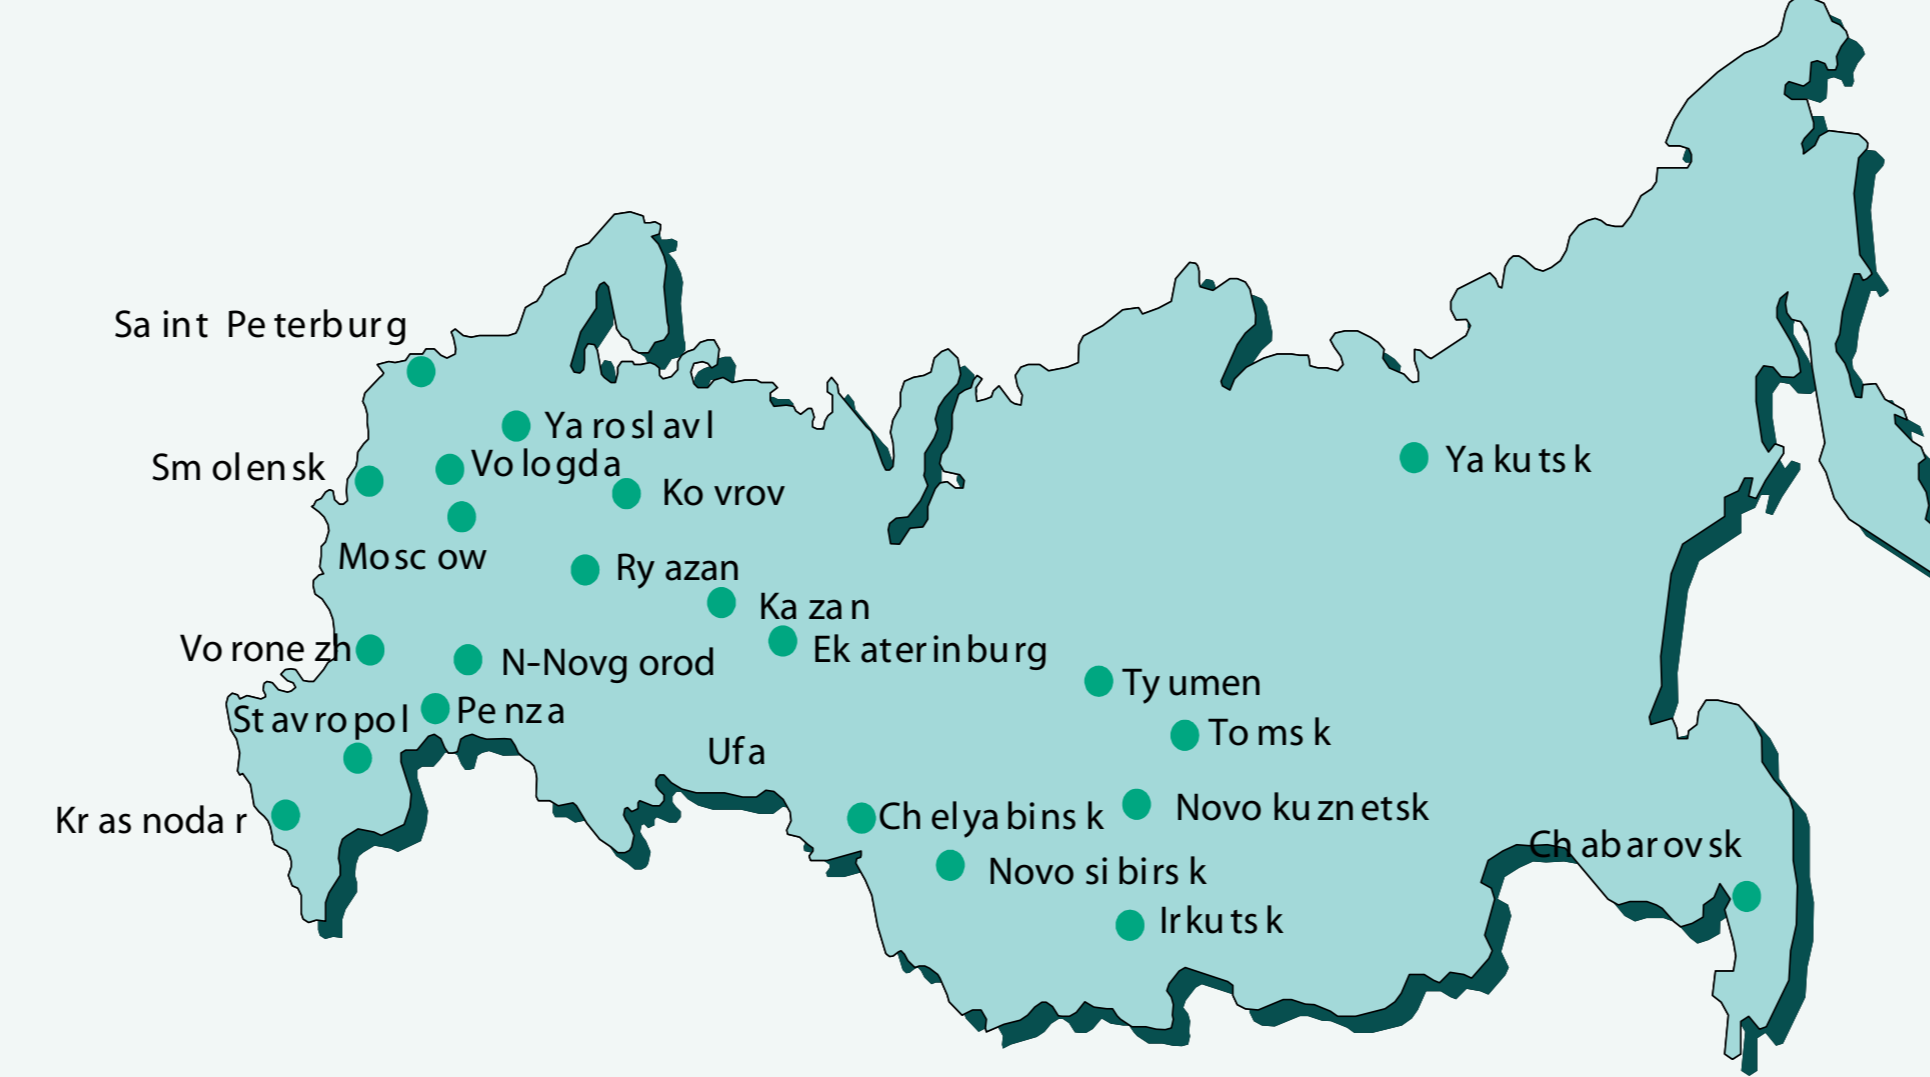 Saint Peterburg
Yaroslavl
Smolensk
Vologda
Yakutsk
Kovrov
Moscow
Ryazan
Kazan
Voronezh
Ekaterinburg
N-Novgorod
Tyumen
Stavropol
Penza
Tomsk
Ufa
Novokuznetsk
Krasnodar
Chelyabinsk
Chabarovsk
Novosibirsk
Irkutsk